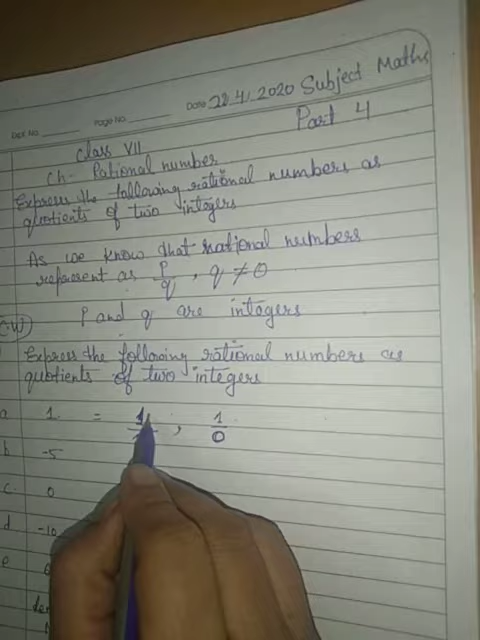 Page No.
Date 22.4.2020 Subject Maths
Part 4
Class VII
Ch- Rational number
Express the following rational numbers as
quotients of two integers
As we know that rational numbers
represent as p/q, q ≠ 0
p and q are integers
C.W
Express the following rational numbers as
quotients of two integers
a 1 = 1/ , 1/0
b -5
c. 0
d -10
e